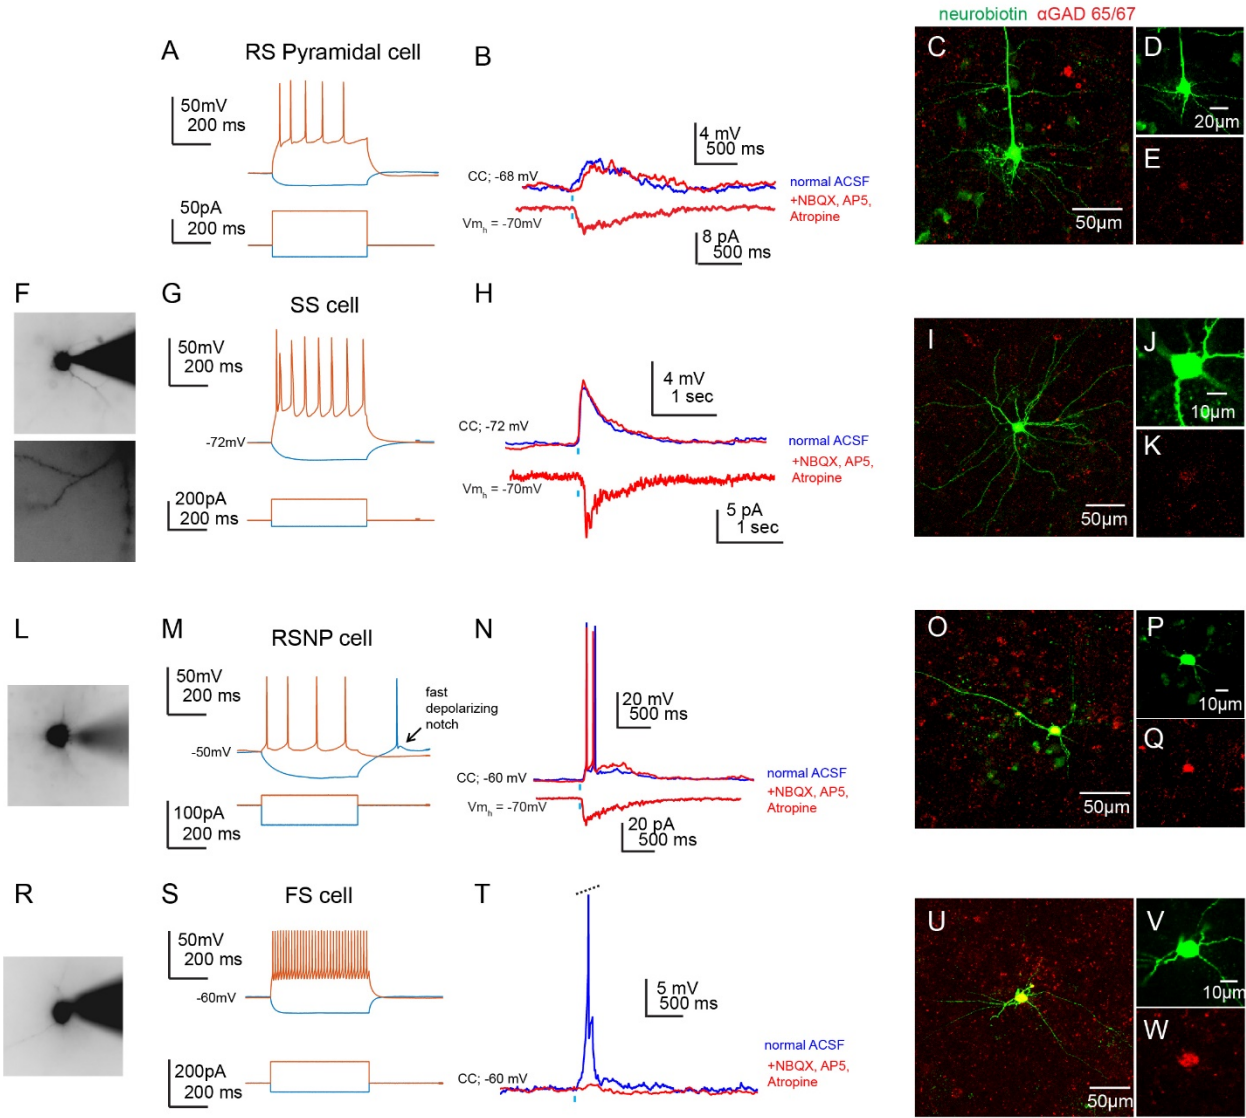 neurobiotin αGAD 65/67
A
RS Pyramidal cell
50mV
200 ms
50pA
200 ms
B
4 mV
500 ms
CC; -68 mV
normal ACSF
+NBQX, AP5,
Atropine
Vmh = -70mV
8 pA
500 ms
C
50μm
D
20μm
E
F
G
SS cell
50mV
200 ms
-72mV
200pA
200 ms
H
4 mV
1 sec
CC; -72 mV
normal ACSF
+NBQX, AP5,
Atropine
Vmh = -70mV
5 pA
1 sec
I
50μm
J
10μm
K
L
M
RSNP cell
50mV
200 ms
fast
depolarizing
notch
-50mV
100pA
200 ms
N
20 mV
500 ms
CC; -60 mV
normal ACSF
+NBQX, AP5,
Atropine
Vmh = -70mV
20 pA
500 ms
O
50μm
P
10μm
Q
R
S
FS cell
50mV
200 ms
-60mV
200pA
200 ms
T
5 mV
500 ms
normal ACSF
+NBQX, AP5,
Atropine
CC; -60 mV
U
50μm
V
10μm
W